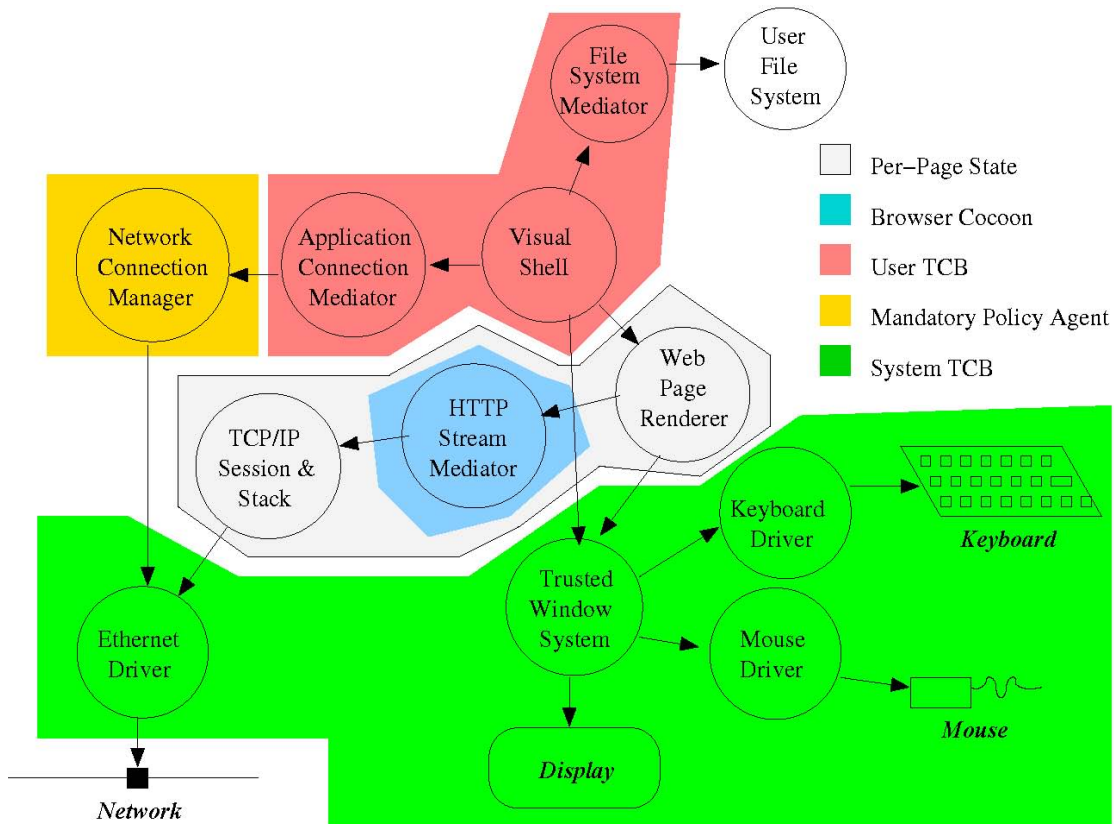 File
System
Mediator
User
File
System
Per-Page State
Browser Cocoon
User TCB
Mandatory Policy Agent
System TCB
Network
Connection
Manager
Application
Connection
Mediator
Visual
Shell
Web
Page
Renderer
HTTP
Stream
Mediator
TCP/IP
Session &
Stack
Keyboard
Driver
Keyboard
Trusted
Window
System
Ethernet
Driver
Mouse
Driver
Mouse
Display
Network